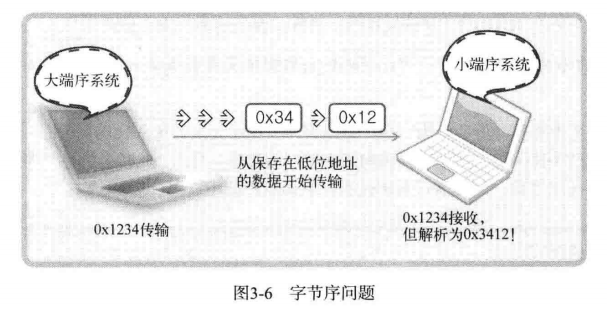 大端序系统
小端序系统
0x34
0x12
从保存在低位地址
的数据开始传输
0x1234传输
0x1234接收，
但解析为0x3412！
图3-6 字节序问题